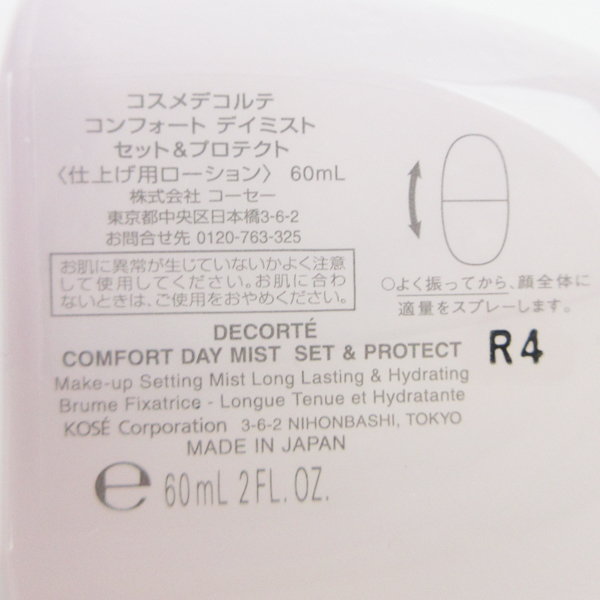 コスメデコルテ
コンフォート デイミスト
セット&プロテクト
〈仕上げ用ローション〉 60mL
株式会社 コーセー
東京都中央区日本橋3-6-2
お問合せ先 0120-763-325
お肌に異常が生じていないかよく注意
して使用してください。お肌に合わ
ないときは、ご使用をおやめください。
○よく振ってから、顔全体に
適量をスプレーします。
DECORTÉ
COMFORT DAY MIST SET & PROTECT
R4
Make-up Setting Mist Long Lasting & Hydrating
Brume Fixatrice - Longue Tenue et Hydratante
KOSÉ Corporation 3-6-2 NIHONBASHI, TOKYO
MADE IN JAPAN
℮ 60mL 2FL.OZ.